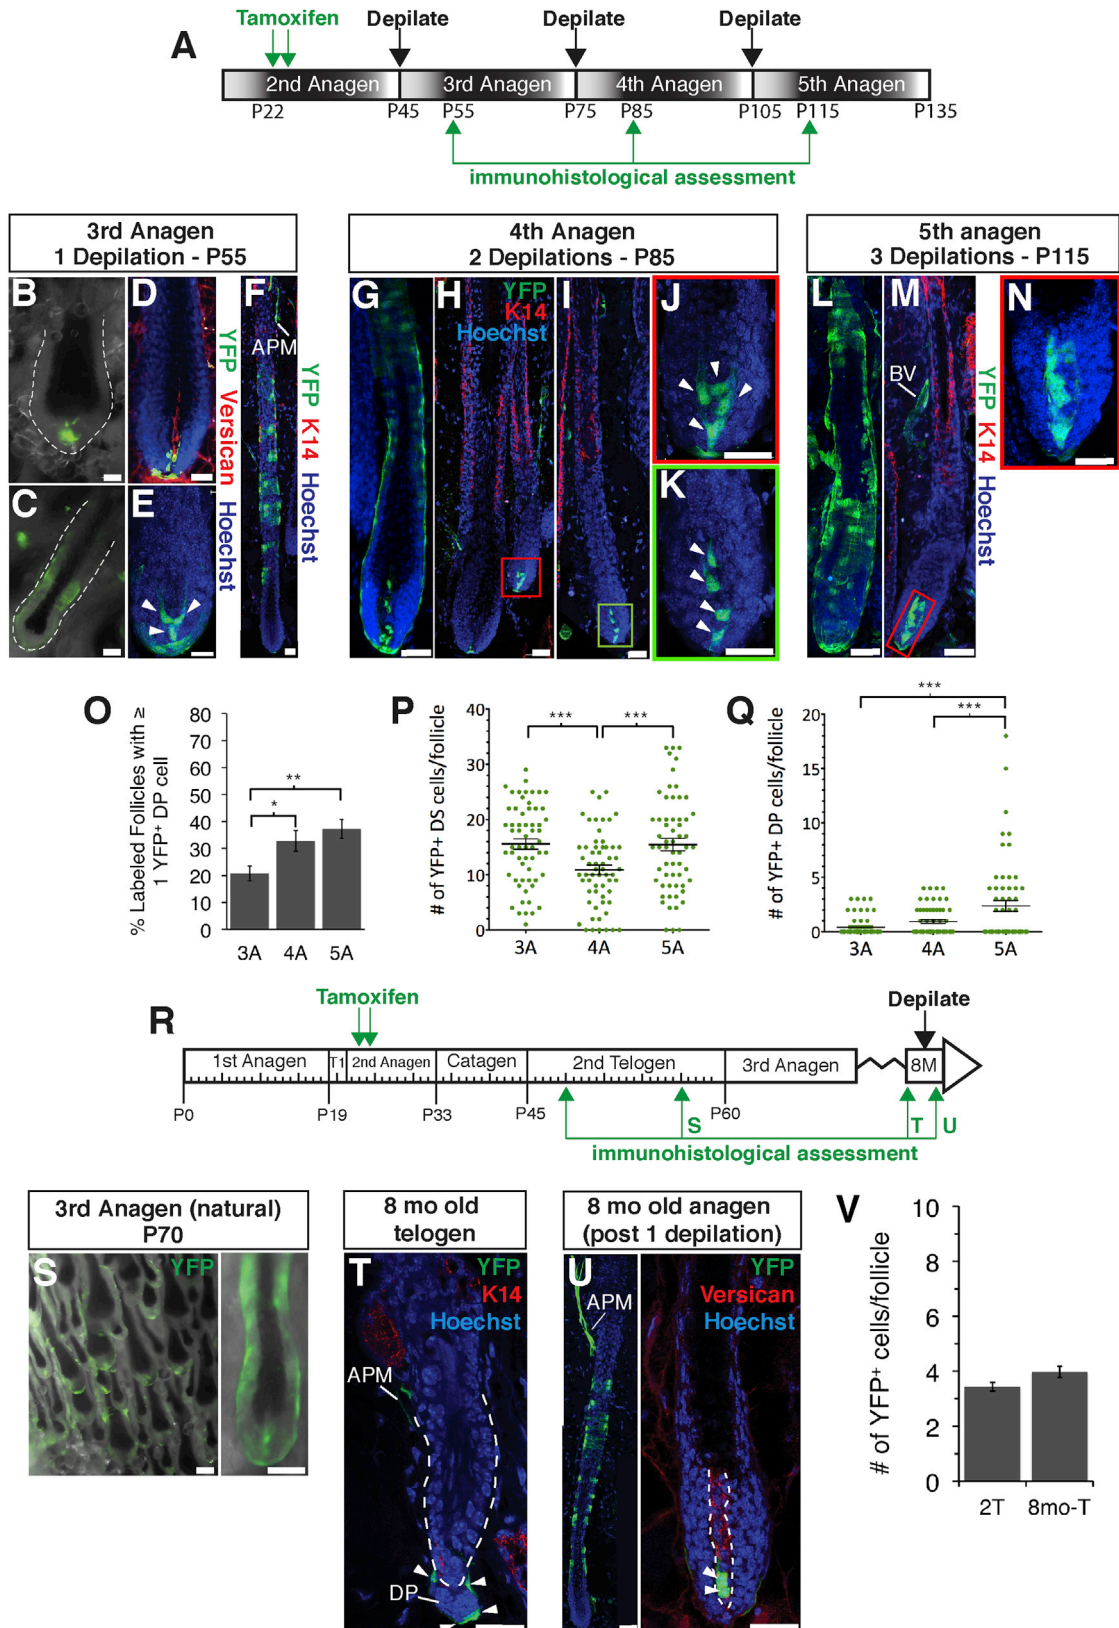 A
Tamoxifen
Depilate
Depilate
Depilate
2nd Anagen
3rd Anagen
4th Anagen
5th Anagen
P22
P45
P55
P75
P85
P105
P115
P135
immunohistological assessment
3rd Anagen
1 Depilation - P55
4th Anagen
2 Depilations - P85
5th anagen
3 Depilations - P115
B
D
F
APM
C
E
YFP Versican Hoechst
YFP K14 Hoechst
G
H
YFP
K14
Hoechst
I
J
K
L
M
BV
YFP K14 Hoechst
N
O
% Labeled Follicles with ≥
1 YFP+ DP cell
80
70
60
50
40
30
20
10
0
*
**
3A 4A 5A
P
# of YFP+ DS cells/follicle
40
30
20
10
0
***
***
3A 4A 5A
Q
# of YFP+ DP cells/follicle
20
15
10
5
0
***
***
3A 4A 5A
R
Tamoxifen
Depilate
1st Anagen
T1
2nd Anagen
Catagen
2nd Telogen
3rd Anagen
8M
P0
P19
P33
P45
P60
S
T
U
immunohistological assessment
3rd Anagen (natural)
P70
8 mo old
telogen
8 mo old anagen
(post 1 depilation)
S
YFP
T
YFP
K14
Hoechst
APM
DP
U
APM
YFP
Versican
Hoechst
V
# of YFP+ cells/follicle
10
8
6
4
2
0
2T 8mo-T